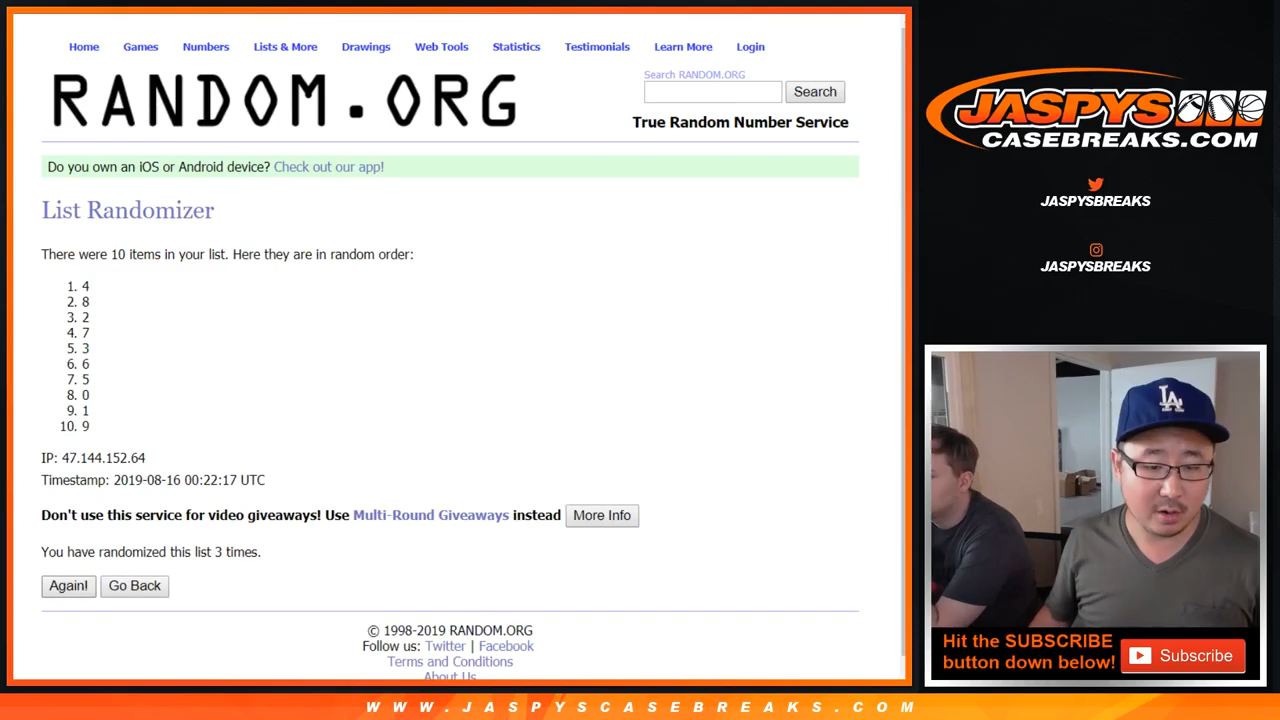 Home Games Numbers Lists & More Drawings Web Tools Statistics Testimonials Learn More Login
RANDOM.ORG
Search RANDOM.ORG
Search
True Random Number Service
Do you own an iOS or Android device? Check out our app!
List Randomizer
There were 10 items in your list. Here they are in random order:
1. 4
2. 8
3. 2
4. 7
5. 3
6. 6
7. 5
8. 0
9. 1
10. 9
IP: 47.144.152.64
Timestamp: 2019-08-16 00:22:17 UTC
Don't use this service for video giveaways! Use Multi-Round Giveaways instead More Info
You have randomized this list 3 times.
Again! Go Back
© 1998-2019 RANDOM.ORG
Follow us: Twitter | Facebook
Terms and Conditions
About Us
JASPYS
CASEBREAKS.COM
JASPYSBREAKS
JASPYSBREAKS
LA
Hit the SUBSCRIBE
button down below!
Subscribe
WWW.JASPYSCASEBREAKS.COM